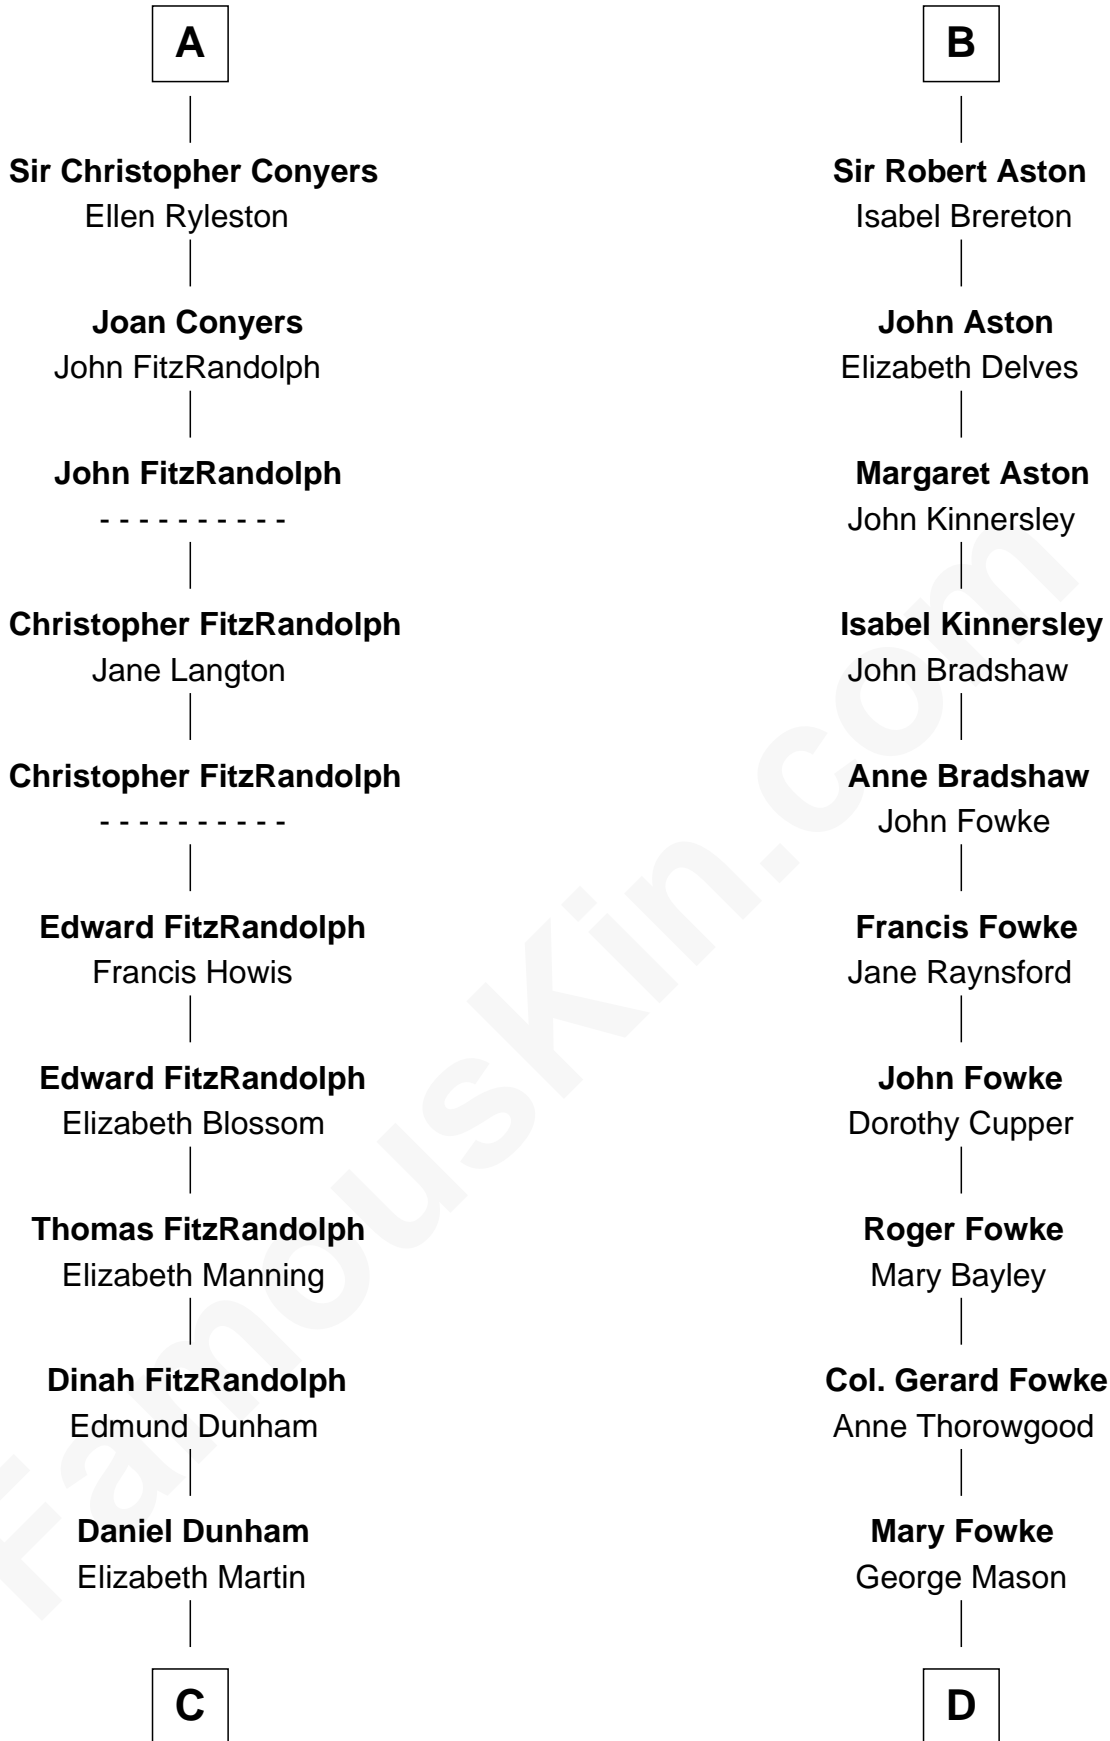 A
Sir Christopher Conyers
Ellen Ryleston
Joan Conyers
John FitzRandolph
John FitzRandolph
- - - - - - - - - -
Christopher FitzRandolph
Jane Langton
Christopher FitzRandolph
- - - - - - - - - -
Edward FitzRandolph
Francis Howis
Edward FitzRandolph
Elizabeth Blossom
Thomas FitzRandolph
Elizabeth Manning
Dinah FitzRandolph
Edmund Dunham
Daniel Dunham
Elizabeth Martin
C
B
Sir Robert Aston
Isabel Brereton
John Aston
Elizabeth Delves
Margaret Aston
John Kinnersley
Isabel Kinnersley
John Bradshaw
Anne Bradshaw
John Fowke
Francis Fowke
Jane Raynsford
John Fowke
Dorothy Cupper
Roger Fowke
Mary Bayley
Col. Gerard Fowke
Anne Thorowgood
Mary Fowke
George Mason
D
FamousKin.com